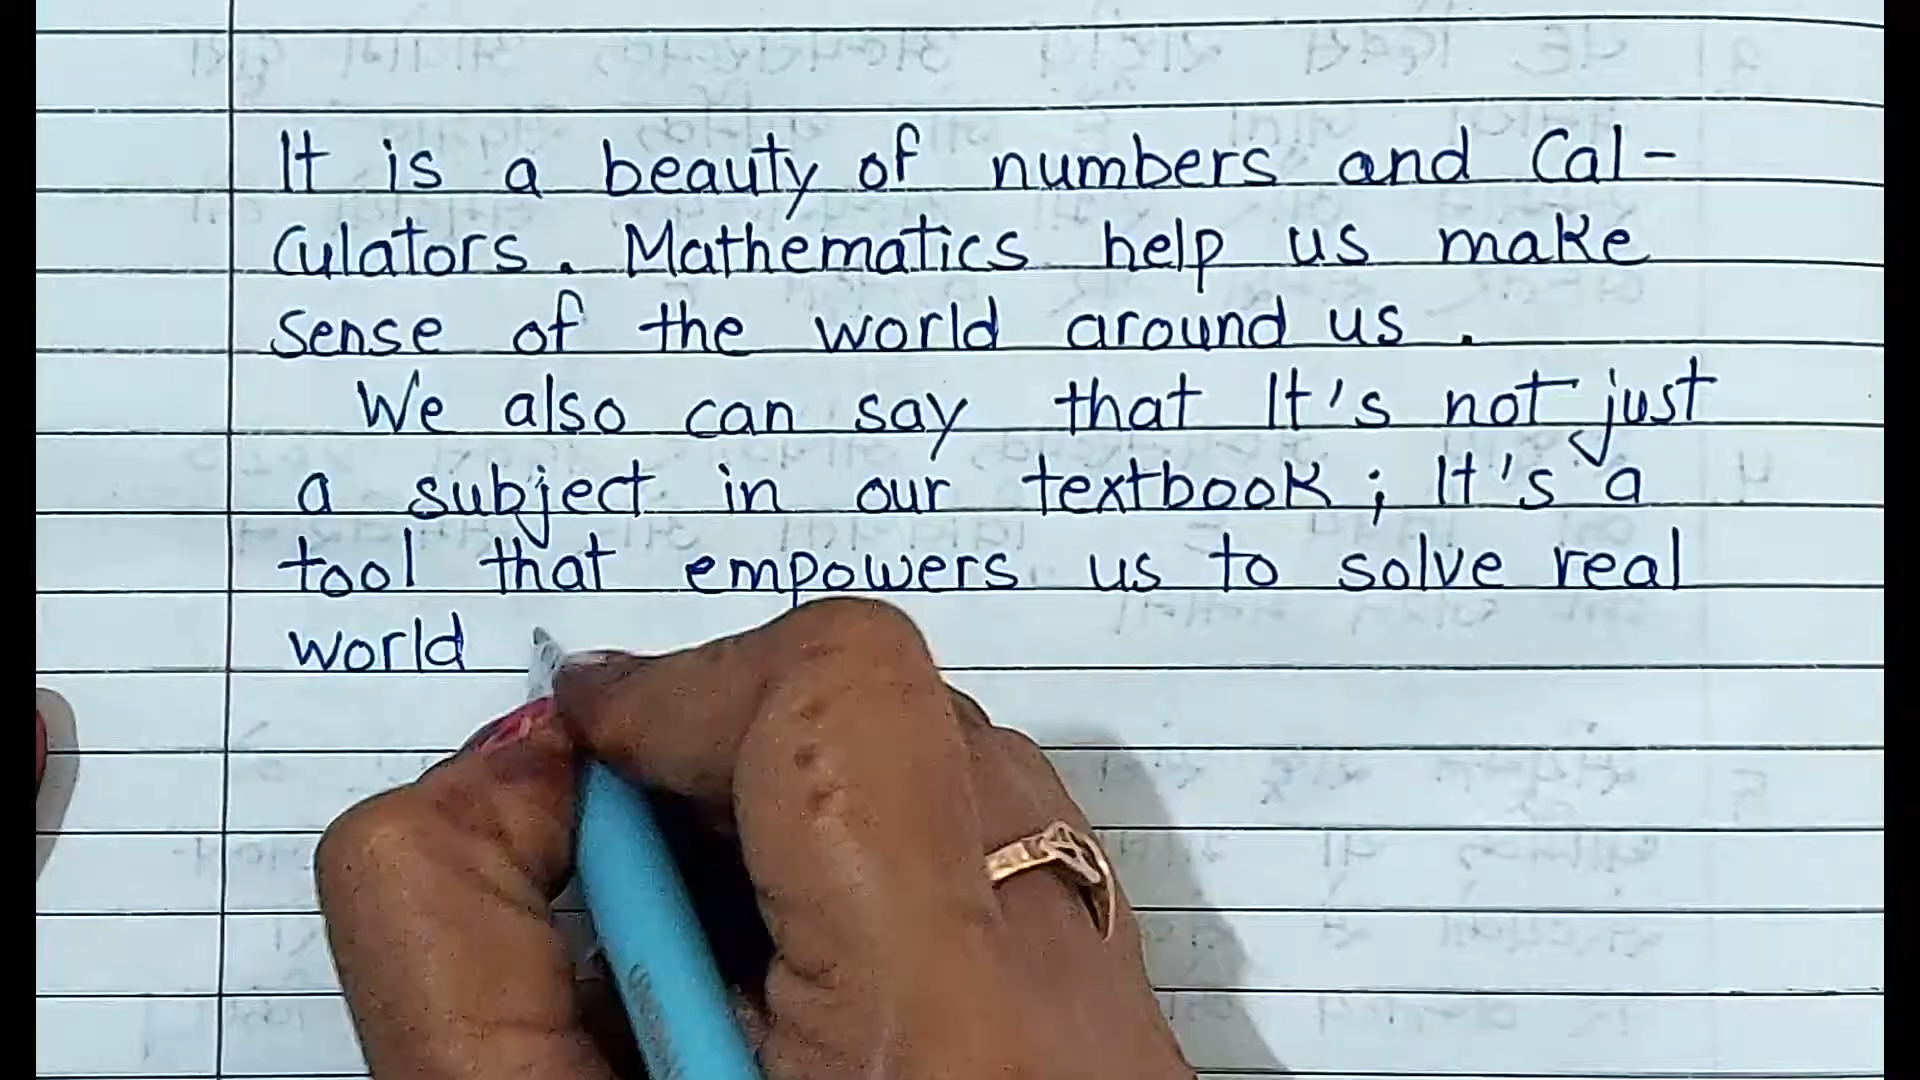 It is a beauty of numbers and Cal-
culators. Mathematics help us make
sense of the world around us.
We also can say that It's not just
a subject in our textbook; It's a
tool that empowers us to solve real
world